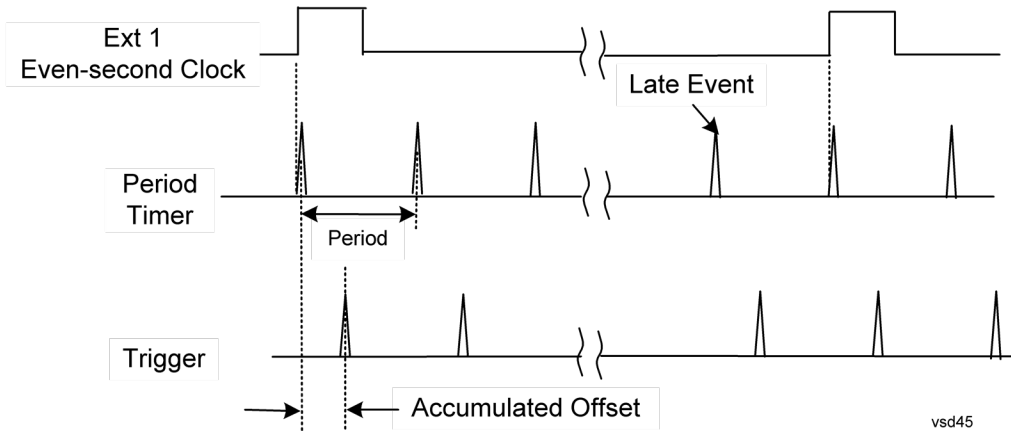 Ext 1
Even-second Clock
Late Event
Period
Timer
Period
Trigger
Accumulated Offset
vsd45